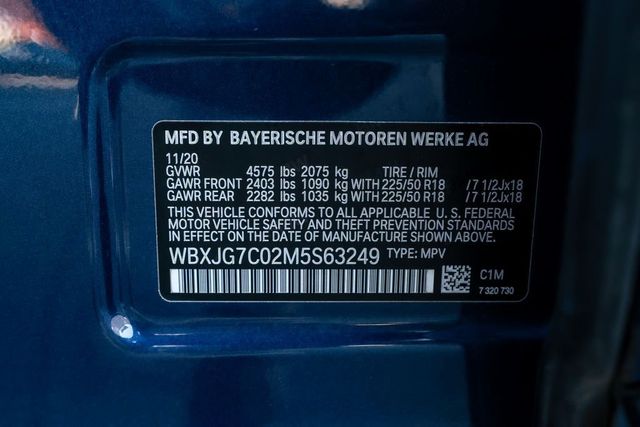 MFD BY BAYERISCHE MOTOREN WERKE AG
11/20
GVWR 4575 lbs 2075 kg TIRE / RIM
GAWR FRONT 2403 lbs 1090 kg WITH 225/50 R18 /7 1/2Jx18
GAWR REAR 2282 lbs 1035 kg WITH 225/50 R18 /7 1/2Jx18
THIS VEHICLE CONFORMS TO ALL APPLICABLE U. S. FEDERAL
MOTOR VEHICLE SAFETY AND THEFT PREVENTION STANDARDS
IN EFFECT ON THE DATE OF MANUFACTURE SHOWN ABOVE.
WBXJG7C02M5S63249 TYPE: MPV
C1M
7 320 730